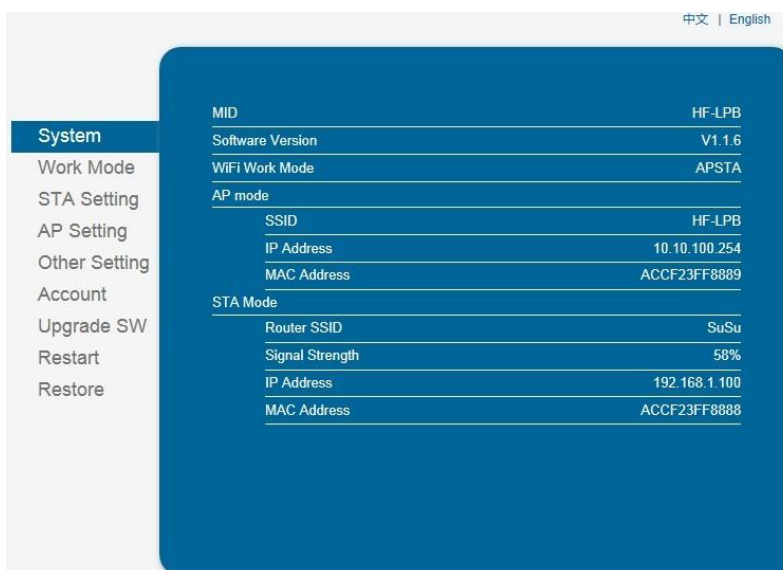 中文 | English
System
Work Mode
STA Setting
AP Setting
Other Setting
Account
Upgrade SW
Restart
Restore
MID HF-LPB
Software Version V1.1.6
WiFi Work Mode APSTA
AP mode
SSID HF-LPB
IP Address 10.10.100.254
MAC Address ACCF23FF8889
STA Mode
Router SSID SuSu
Signal Strength 58%
IP Address 192.168.1.100
MAC Address ACCF23FF8888